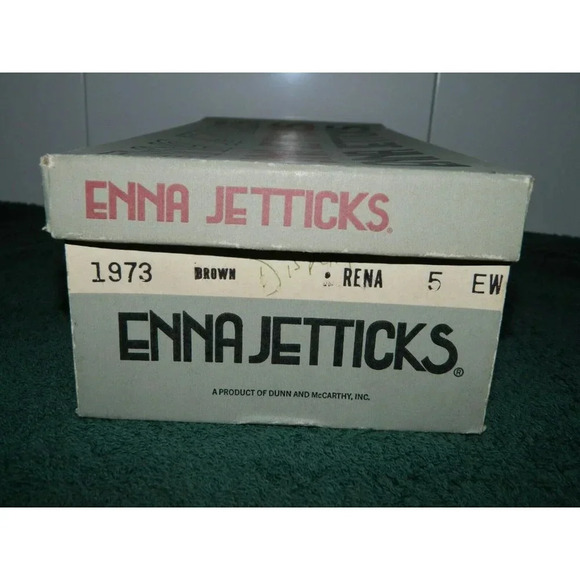 ENNA JETTICKS®
1973 BROWN : RENA 5 EW
ENNA JETTICKS®
A PRODUCT OF DUNN AND McCARTHY, INC.